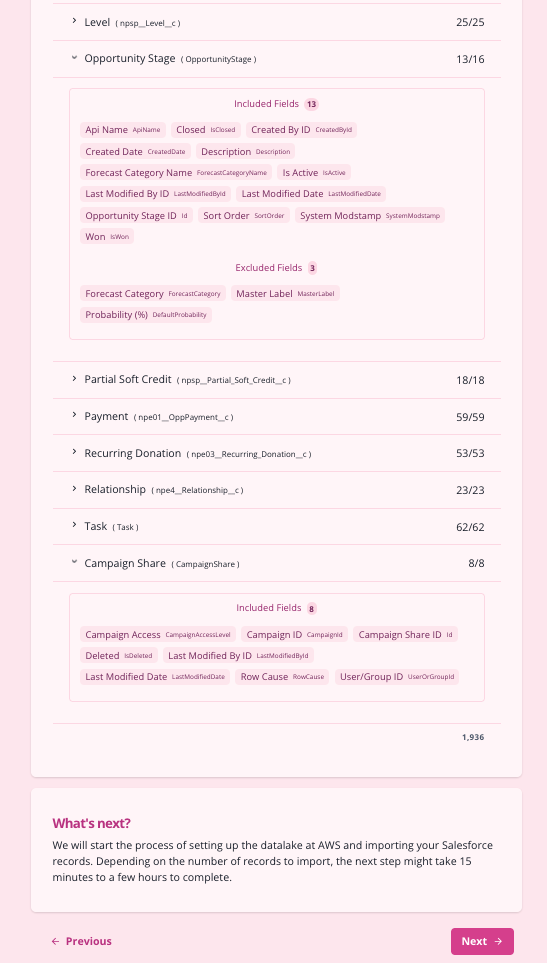 Level ( npsp__Level__c ) 25/25
Opportunity Stage ( OpportunityStage ) 13/16
Included Fields 13
Api Name ApiName Closed IsClosed Created By ID CreatedById
Created Date CreatedDate Description Description
Forecast Category Name ForecastCategoryName Is Active IsActive
Last Modified By ID LastModifiedById Last Modified Date LastModifiedDate
Opportunity Stage ID Id Sort Order SortOrder System Modstamp SystemModstamp
Won IsWon
Excluded Fields 3
Forecast Category ForecastCategory Master Label MasterLabel
Probability (%) DefaultProbability
Partial Soft Credit ( npsp__Partial_Soft_Credit__c ) 18/18
Payment ( npe01__OppPayment__c ) 59/59
Recurring Donation ( npe03__Recurring_Donation__c ) 53/53
Relationship ( npe4__Relationship__c ) 23/23
Task ( Task ) 62/62
Campaign Share ( CampaignShare ) 8/8
Included Fields 8
Campaign Access CampaignAccessLevel Campaign ID CampaignId Campaign Share ID Id
Deleted IsDeleted Last Modified By ID LastModifiedById
Last Modified Date LastModifiedDate Row Cause RowCause User/Group ID UserOrGroupId
1,936
What's next?
We will start the process of setting up the datalake at AWS and importing your Salesforce
records. Depending on the number of records to import, the next step might take 15
minutes to a few hours to complete.
← Previous Next →